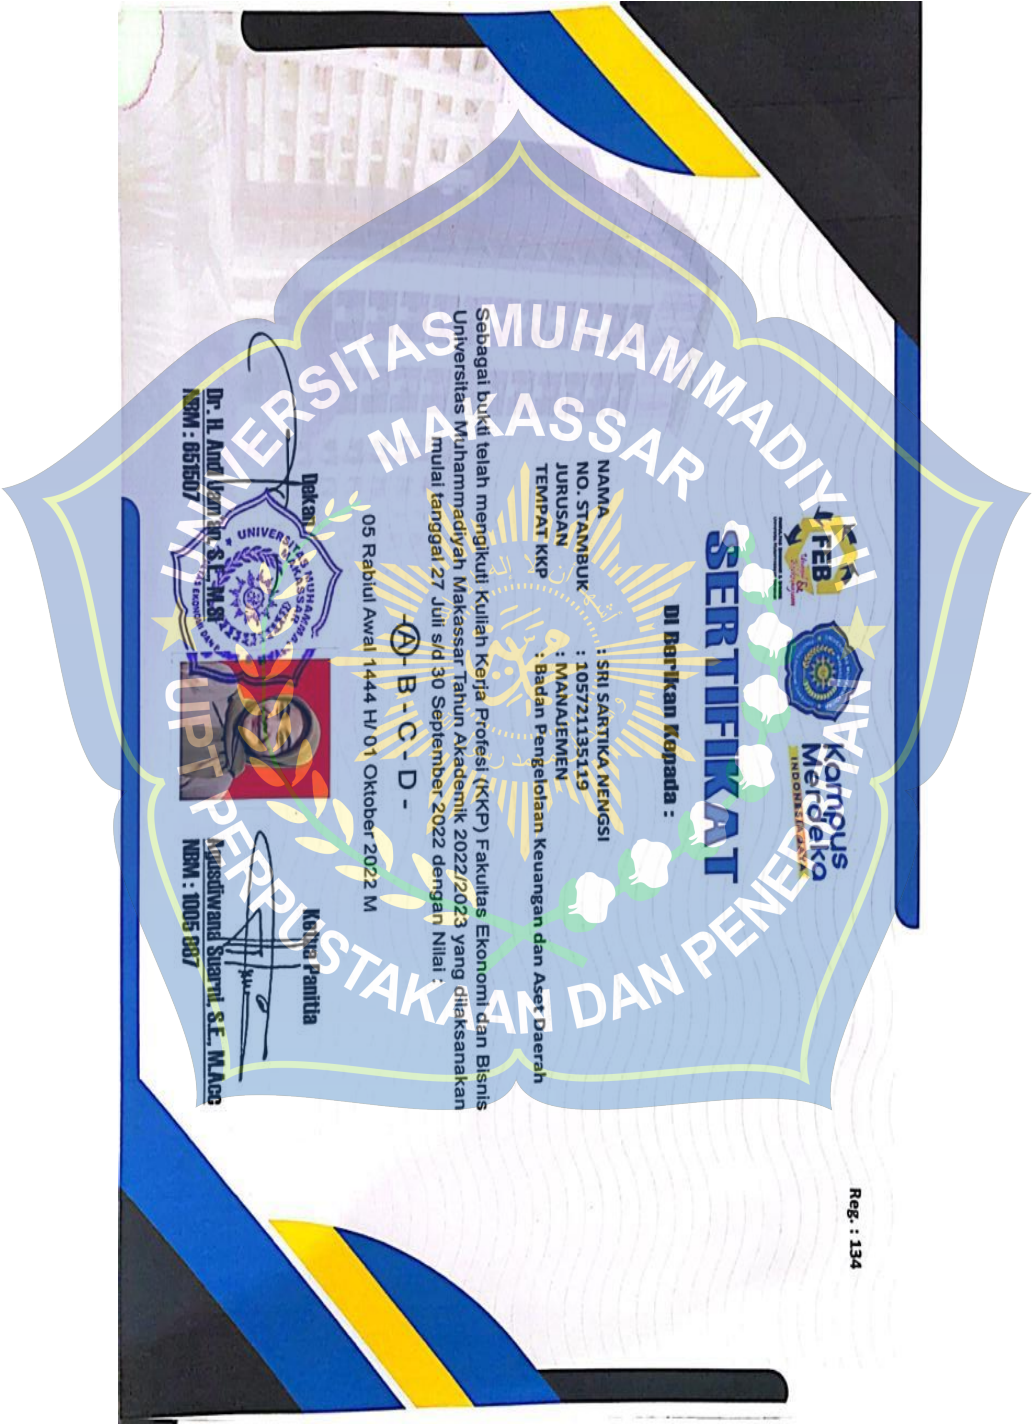 Reg. : 134
FEB
Kampus
Merdeka
INDONESIA JAYA
SERTIFIKAT
Di Berikan Kepada :
NAMA : SRI SARTIKA NENGSI
NO. STAMBUK : 105721135119
JURUSAN : MANAJEMEN
TEMPAT KKP : Badan Pengelolaan Keuangan dan Aset Daerah
Sebagai bukti telah mengikuti Kuliah Kerja Profesi (KKP) Fakultas Ekonomi dan Bisnis
Universitas Muhammadiyah Makassar Tahun Akademik 2022/2023 yang dilaksanakan
mulai tanggal 27 Juli s/d 30 September 2022 dengan Nilai :
-A- B - C - D -
05 Rabiul Awal 1444 H/ 01 Oktober 2022 M
Dekan
Ketua Panitia
Dr. H. Andi Jam'an, S.E., M.Si
NBM : 651507
Agusdiwana Suarni, S.E., M.Acc
NBM : 1005 987
UNIVERSITAS MUHAMMADIYAH
MAKASSAR
UPT PERPUSTAKAAN DAN PENERBITAN